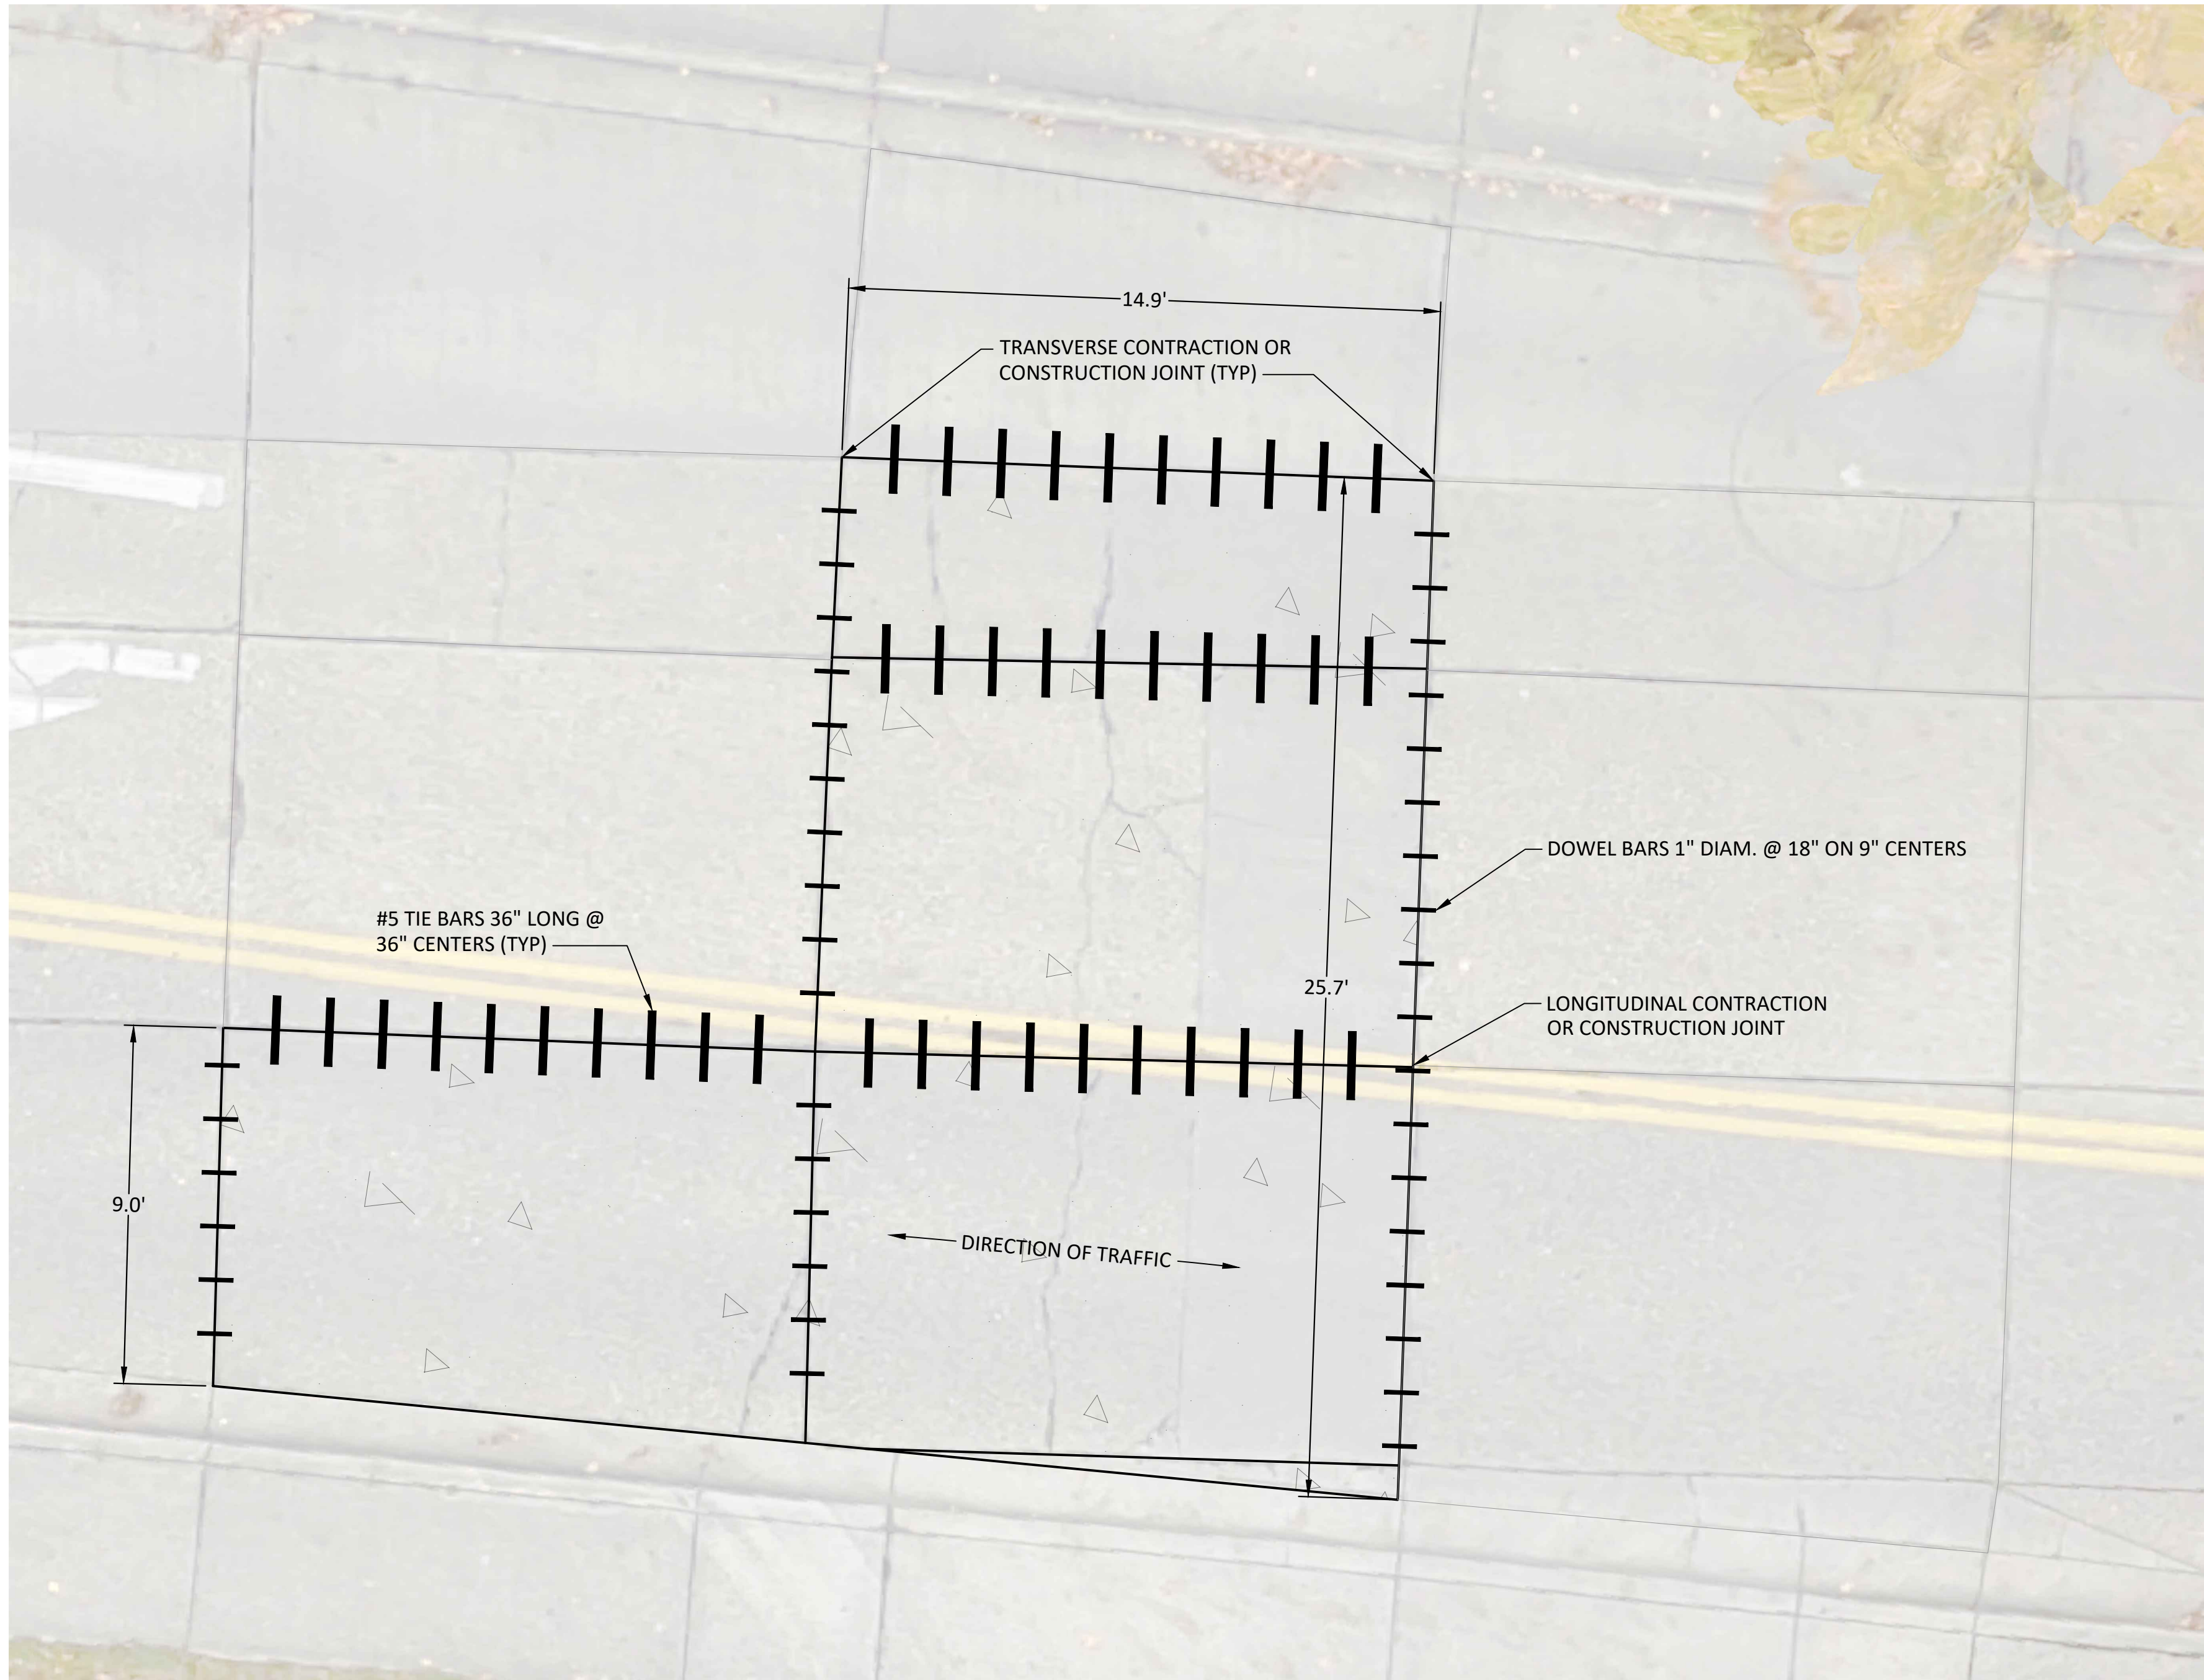 14.9'
TRANSVERSE CONTRACTION OR
CONSTRUCTION JOINT (TYP)
DOWEL BARS 1" DIAM. @ 18" ON 9" CENTERS
#5 TIE BARS 36" LONG @
36" CENTERS (TYP)
25.7'
LONGITUDINAL CONTRACTION
OR CONSTRUCTION JOINT
9.0'
DIRECTION OF TRAFFIC